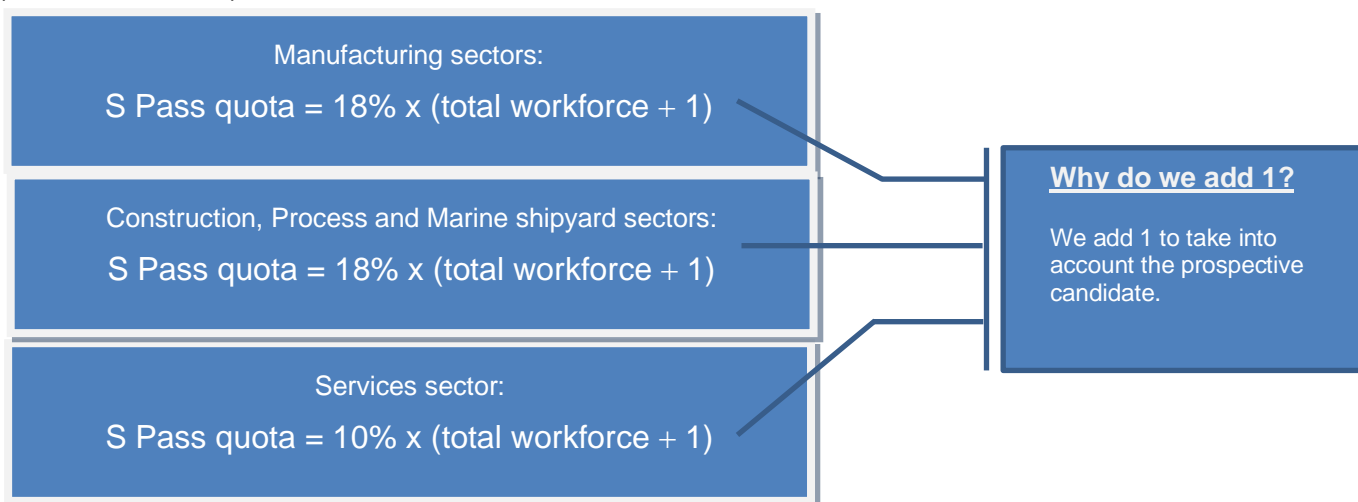 Manufacturing sectors:
S Pass quota = 18% x (total workforce + 1)
Construction, Process and Marine shipyard sectors:
S Pass quota = 18% x (total workforce + 1)
Services sector:
S Pass quota = 10% x (total workforce + 1)
Why do we add 1?
We add 1 to take into
account the prospective
candidate.